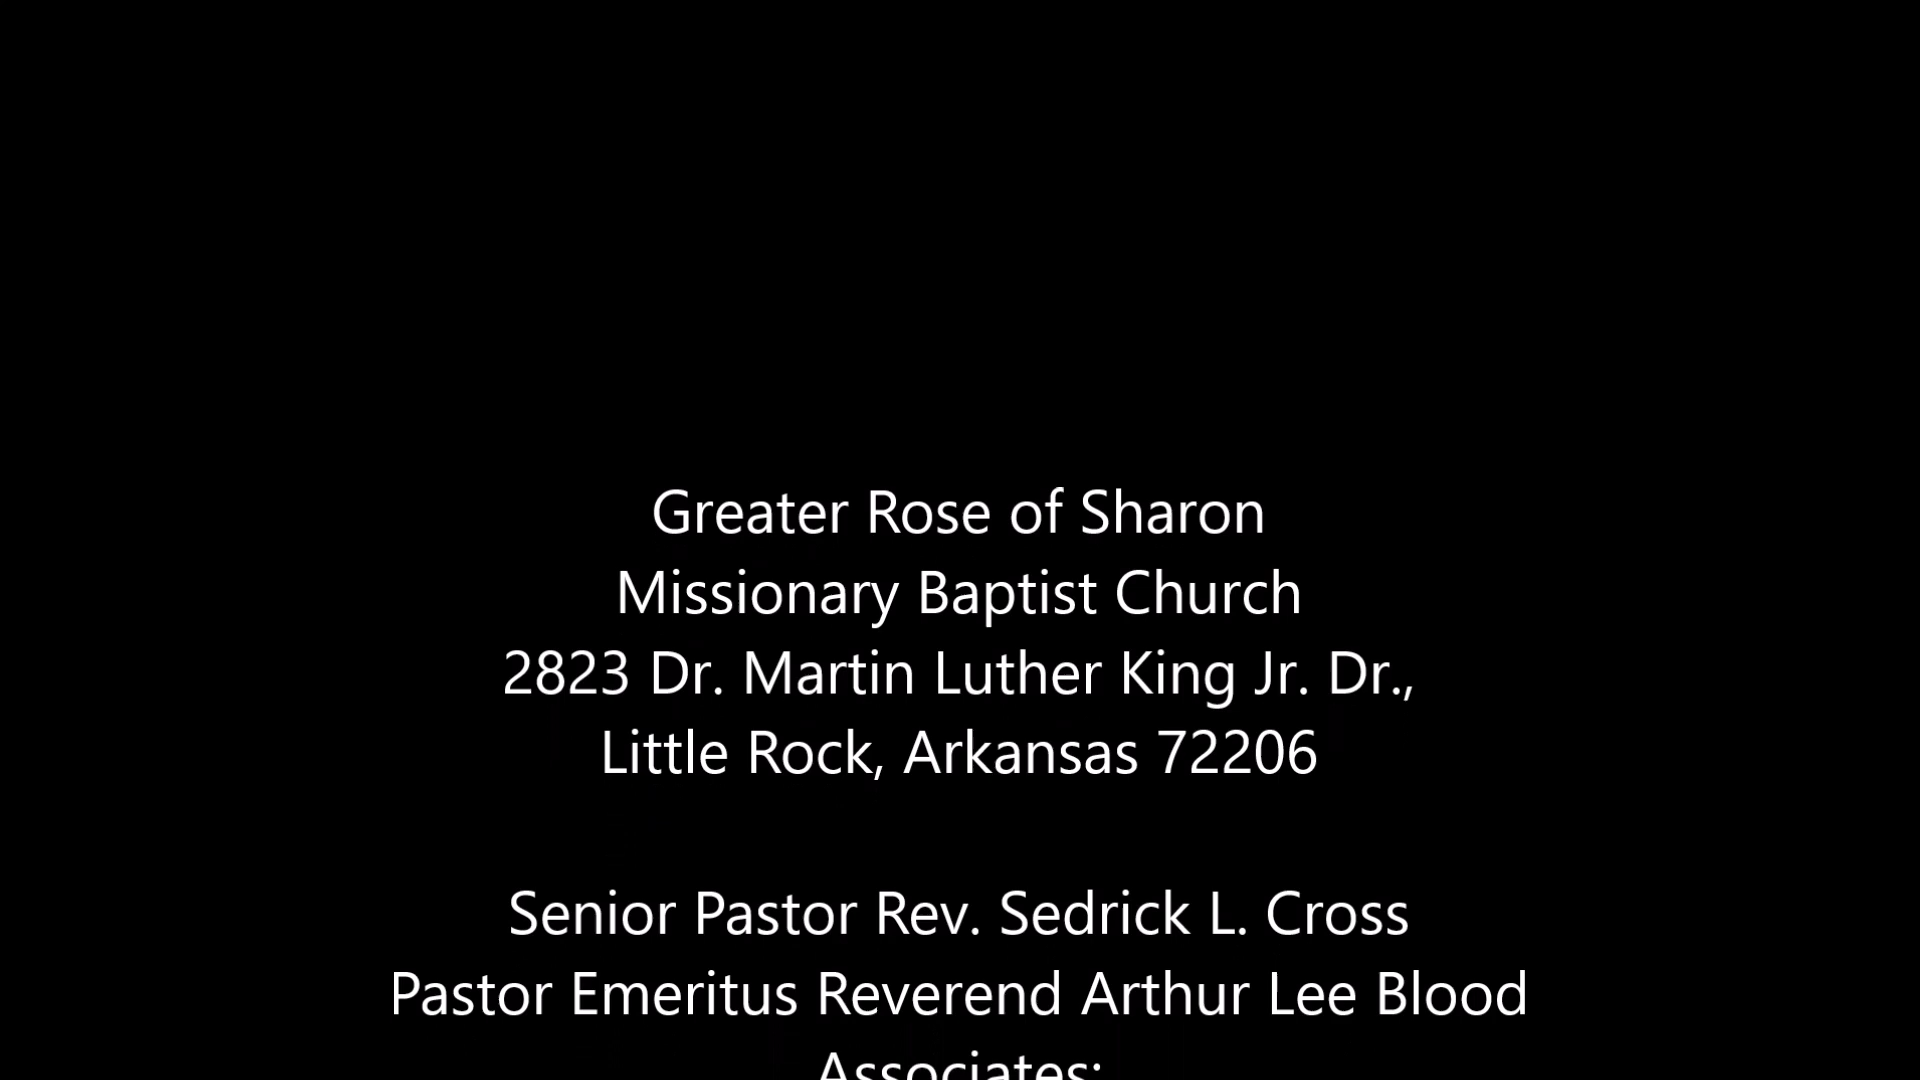 Greater Rose of Sharon
Missionary Baptist Church
2823 Dr. Martin Luther King Jr. Dr.,
Little Rock, Arkansas 72206
Senior Pastor Rev. Sedrick L. Cross
Pastor Emeritus Reverend Arthur Lee Blood
Associates: